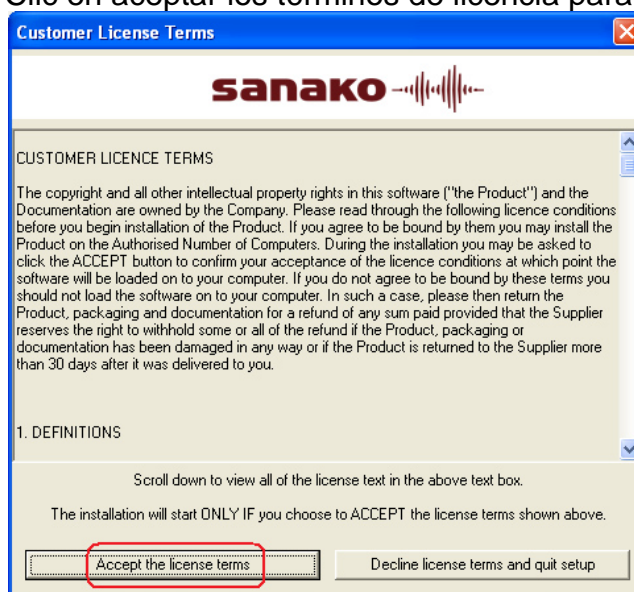 Clic en aceptar los términos de licencia para
Customer License Terms
sanako
CUSTOMER LICENCE TERMS
The copyright and all other intellectual property rights in this software ("the Product") and the
Documentation are owned by the Company. Please read through the following licence conditions
before you begin installation of the Product. If you agree to be bound by them you may install the
Product on the Authorised Number of Computers. During the installation you may be asked to
click the ACCEPT button to confirm your acceptance of the licence conditions at which point the
software will be loaded on to your computer. If you do not agree to be bound by these terms you
should not load the software on to your computer. In such a case, please then return the
Product, packaging and documentation for a refund of any sum paid provided that the Supplier
reserves the right to withhold some or all of the refund if the Product, packaging or
documentation has been damaged in any way or if the Product is returned to the Supplier more
than 30 days after it was delivered to you.
1. DEFINITIONS
Scroll down to view all of the license text in the above text box.
The installation will start ONLY IF you choose to ACCEPT the license terms shown above.
Accept the license terms
Decline license terms and quit setup